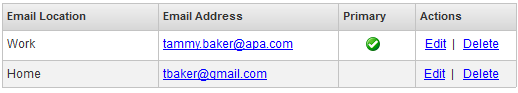 Email Location Email Address Primary Actions
Work tammy.baker@apa.com Edit | Delete
Home tbaker@gmail.com Edit | Delete